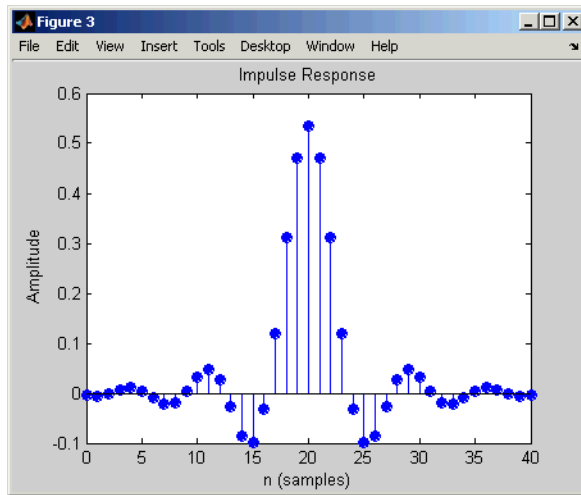 Figure 3
File Edit View Insert Tools Desktop Window Help
Impulse Response
0.6
0.5
0.4
0.3
0.2
0.1
0
-0.1
Amplitude
0 5 10 15 20 25 30 35 40
n (samples)